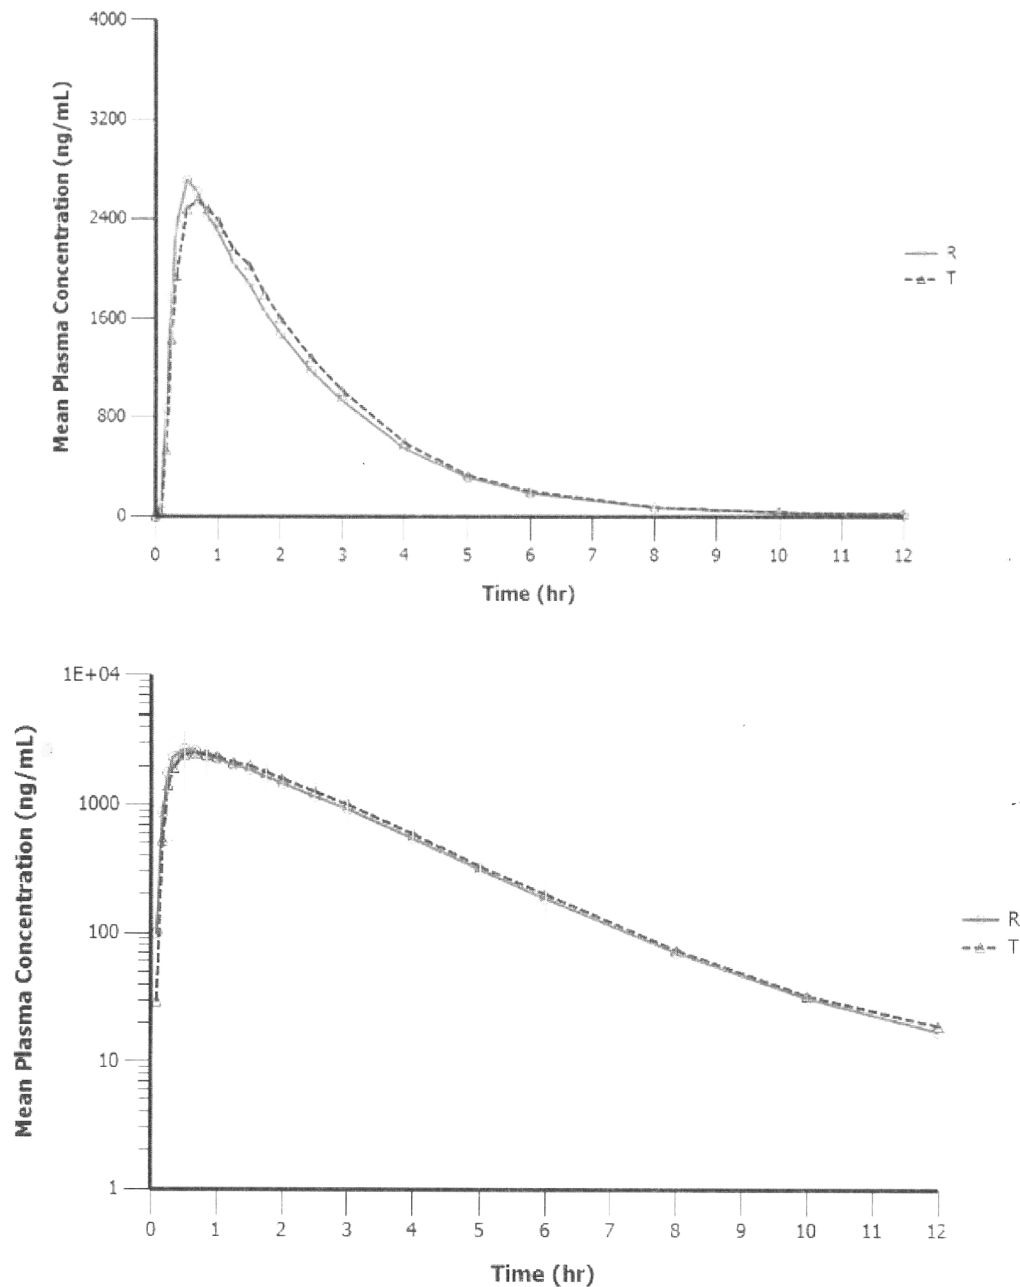 4000
3200
2400
1600
800
0
Mean Plasma Concentration (ng/mL)
R
T
0 1 2 3 4 5 6 7 8 9 10 11 12
Time (hr)
1E+04
1000
100
10
1
Mean Plasma Concentration (ng/mL)
R
T
0 1 2 3 4 5 6 7 8 9 10 11 12
Time (hr)